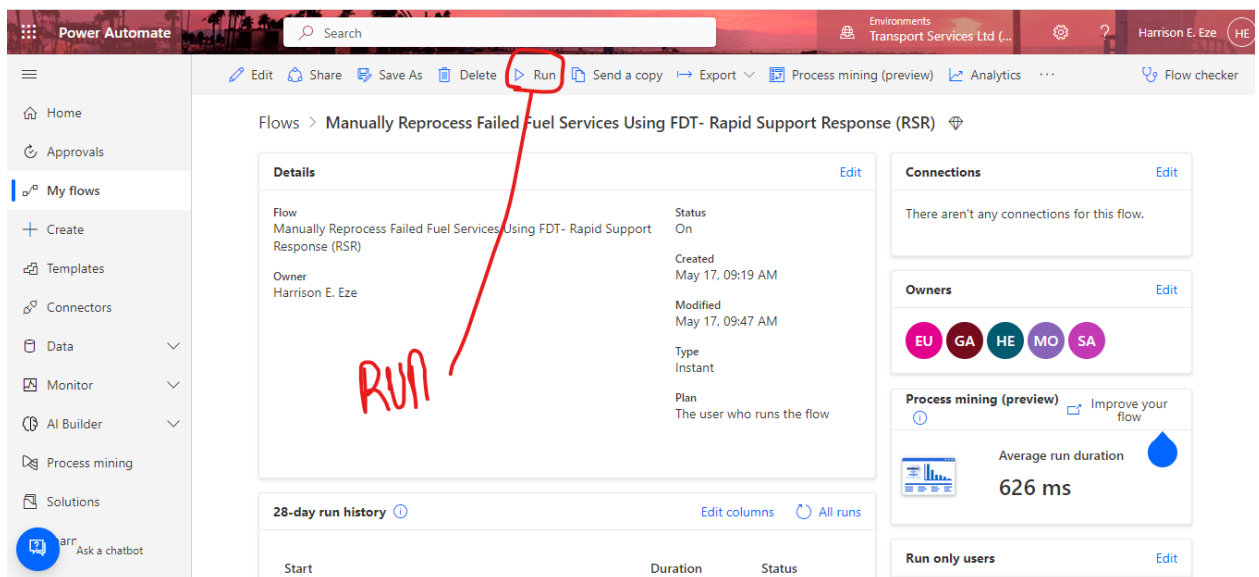 Power Automate
Search
Environments
Transport Services Ltd (...
?
Harrison E. Eze
HE
Edit Share Save As Delete Run Send a copy Export Process mining (preview) Analytics ... Flow checker
Home
Approvals
My flows
Create
Templates
Connectors
Data
Monitor
AI Builder
Process mining
Solutions
Ask a chatbot
Flows > Manually Reprocess Failed Fuel Services Using FDT- Rapid Support Response (RSR)
Details Edit
Flow
Manually Reprocess Failed Fuel Services Using FDT- Rapid Support
Response (RSR)
Owner
Harrison E. Eze
Status
On
Created
May 17, 09:19 AM
Modified
May 17, 09:47 AM
Type
Instant
Plan
The user who runs the flow
RUN
28-day run history Edit columns All runs
Start Duration Status
Connections Edit
There aren't any connections for this flow.
Owners Edit
EU GA HE MO SA
Process mining (preview)
Improve your
flow
Average run duration
626 ms
Run only users Edit